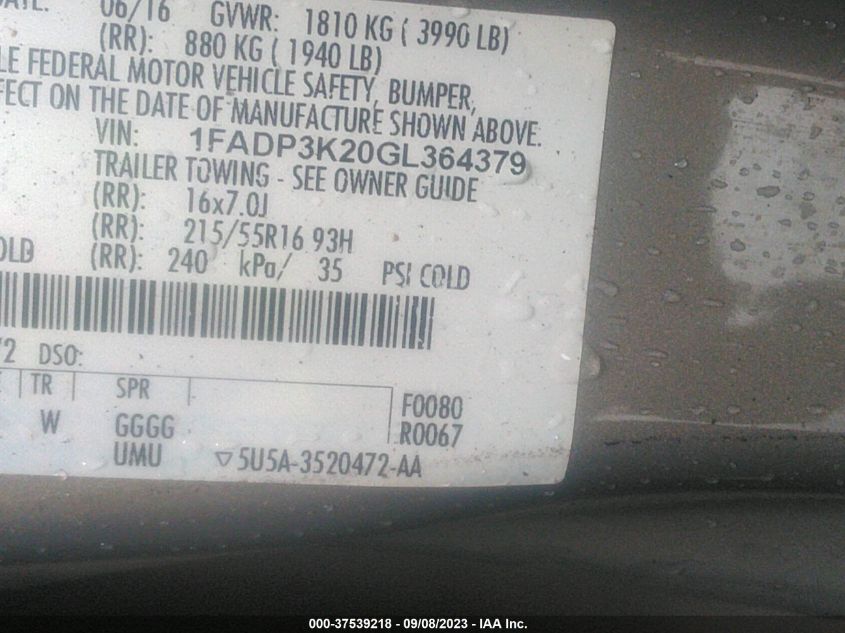 06/16 GVWR: 1810 KG ( 3990 LB)
(RR): 880 KG ( 1940 LB)
FEDERAL MOTOR VEHICLE SAFETY, BUMPER,
ON THE DATE OF MANUFACTURE SHOWN ABOVE.
VIN: 1FADP3K20GL364379
TRAILER TOWING - SEE OWNER GUIDE
(RR): 16x7.0J
(RR): 215/55R16 93H
OLD (RR): 240 kPa/ 35 PSI COLD
DSO:
TR SPR
W GGGG F0080
UMU ▽5U5A-3520472-AA R0067
000-37539218 - 09/08/2023 - IAA Inc.